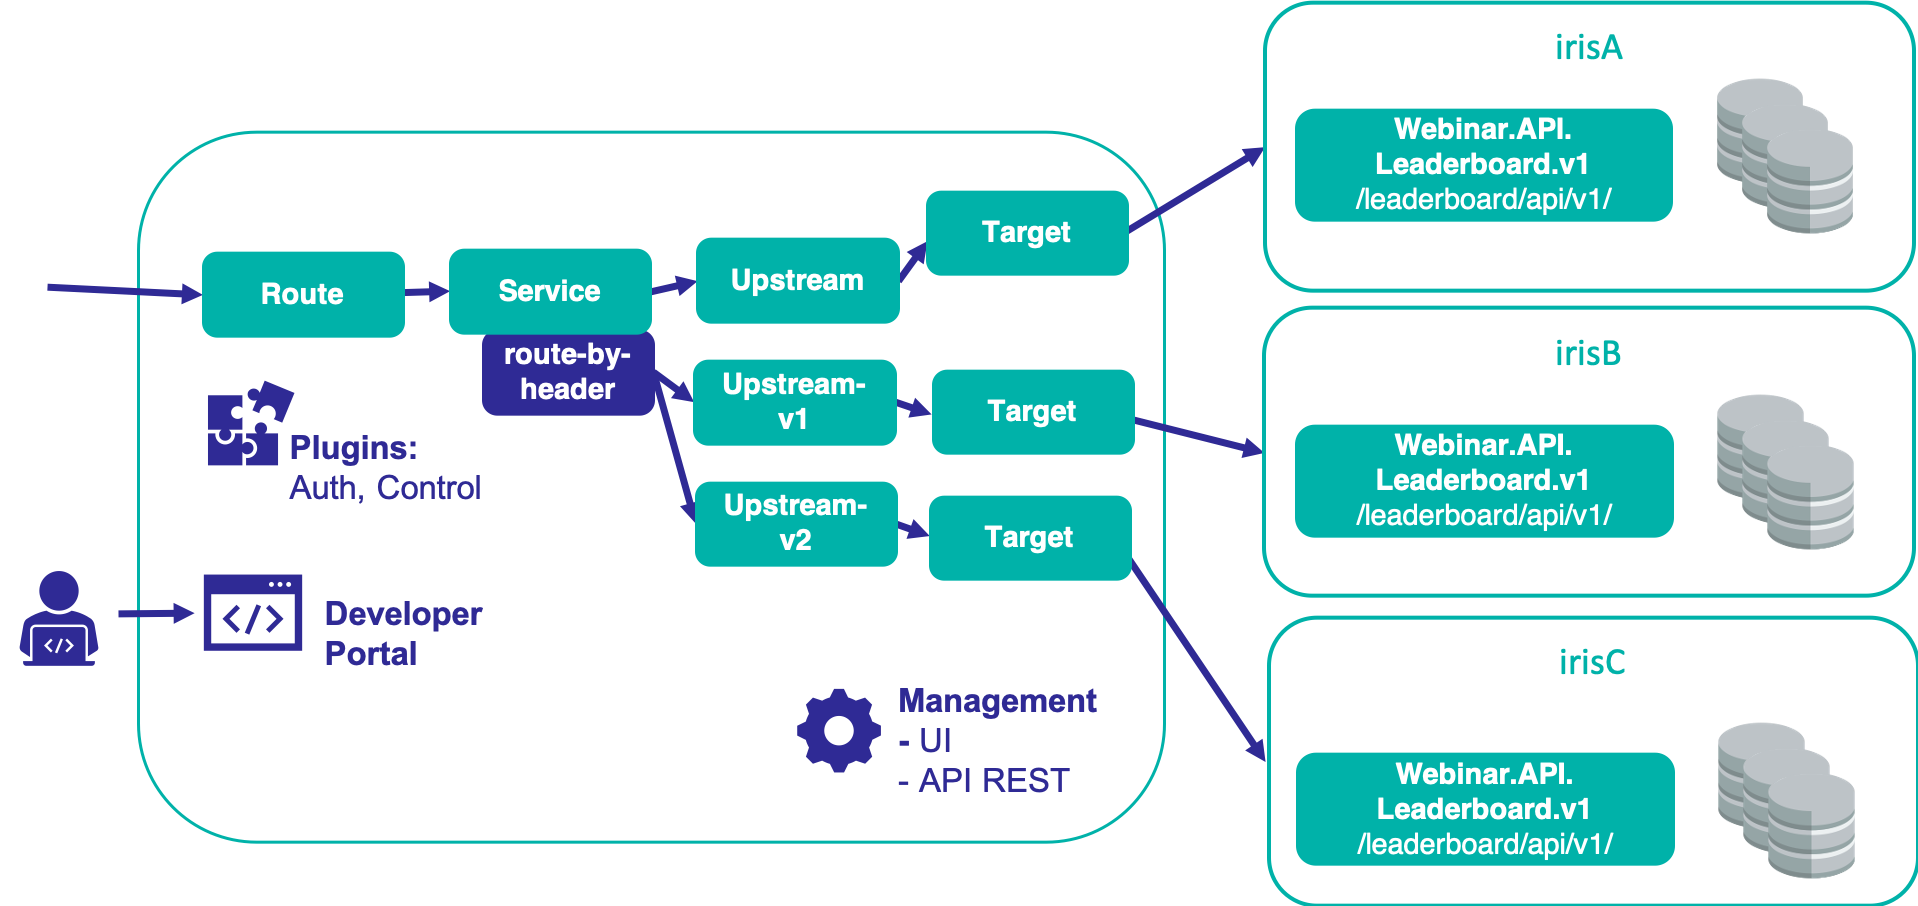 irisA
Webinar.API.
Leaderboard.v1
/leaderboard/api/v1/
Target
Route
Service
Upstream
route-by-
header
Upstream-
v1
Target
irisB
Webinar.API.
Leaderboard.v1
/leaderboard/api/v1/
Plugins:
Auth, Control
Upstream-
v2
Target
</>
</>
Developer
Portal
Management
- UI
- API REST
irisC
Webinar.API.
Leaderboard.v1
/leaderboard/api/v1/